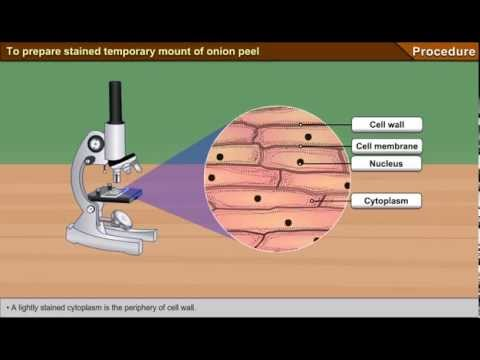 To prepare stained temporary mount of onion peel
Procedure
Cell wall
Cell membrane
Nucleus
Cytoplasm
• A lightly stained cytoplasm is the periphery of cell wall.